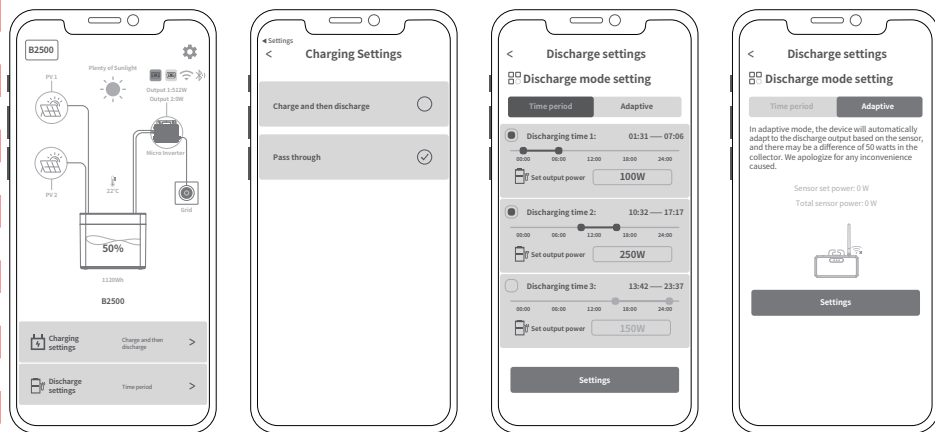 B2500
PV 1
Plenty of Sunlight
Output 1:512W
Output 2:0W
Micro Inverter
PV 2
22°C
Grid
50%
1120Wh
B2500
Charging settings
Charge and then discharge
>
Discharge settings
Time period
>
◀ Settings
< Charging Settings
Charge and then discharge
Pass through
< Discharge settings
Discharge mode setting
Time period Adaptive
Discharging time 1: 01:31 — 07:06
00:00 06:00 12:00 18:00 24:00
Set output power 100W
Discharging time 2: 10:32 — 17:17
00:00 06:00 12:00 18:00 24:00
Set output power 250W
Discharging time 3: 13:42 — 23:37
00:00 06:00 12:00 18:00 24:00
Set output power 150W
Settings
< Discharge settings
Discharge mode setting
Time period Adaptive
In adaptive mode, the device will automatically
adapt to the discharge output based on the sensor,
and there may be a difference of 50 watts in the
collector. We apologize for any inconvenience
caused.
Sensor set power: 0 W
Total sensor power: 0 W
Settings